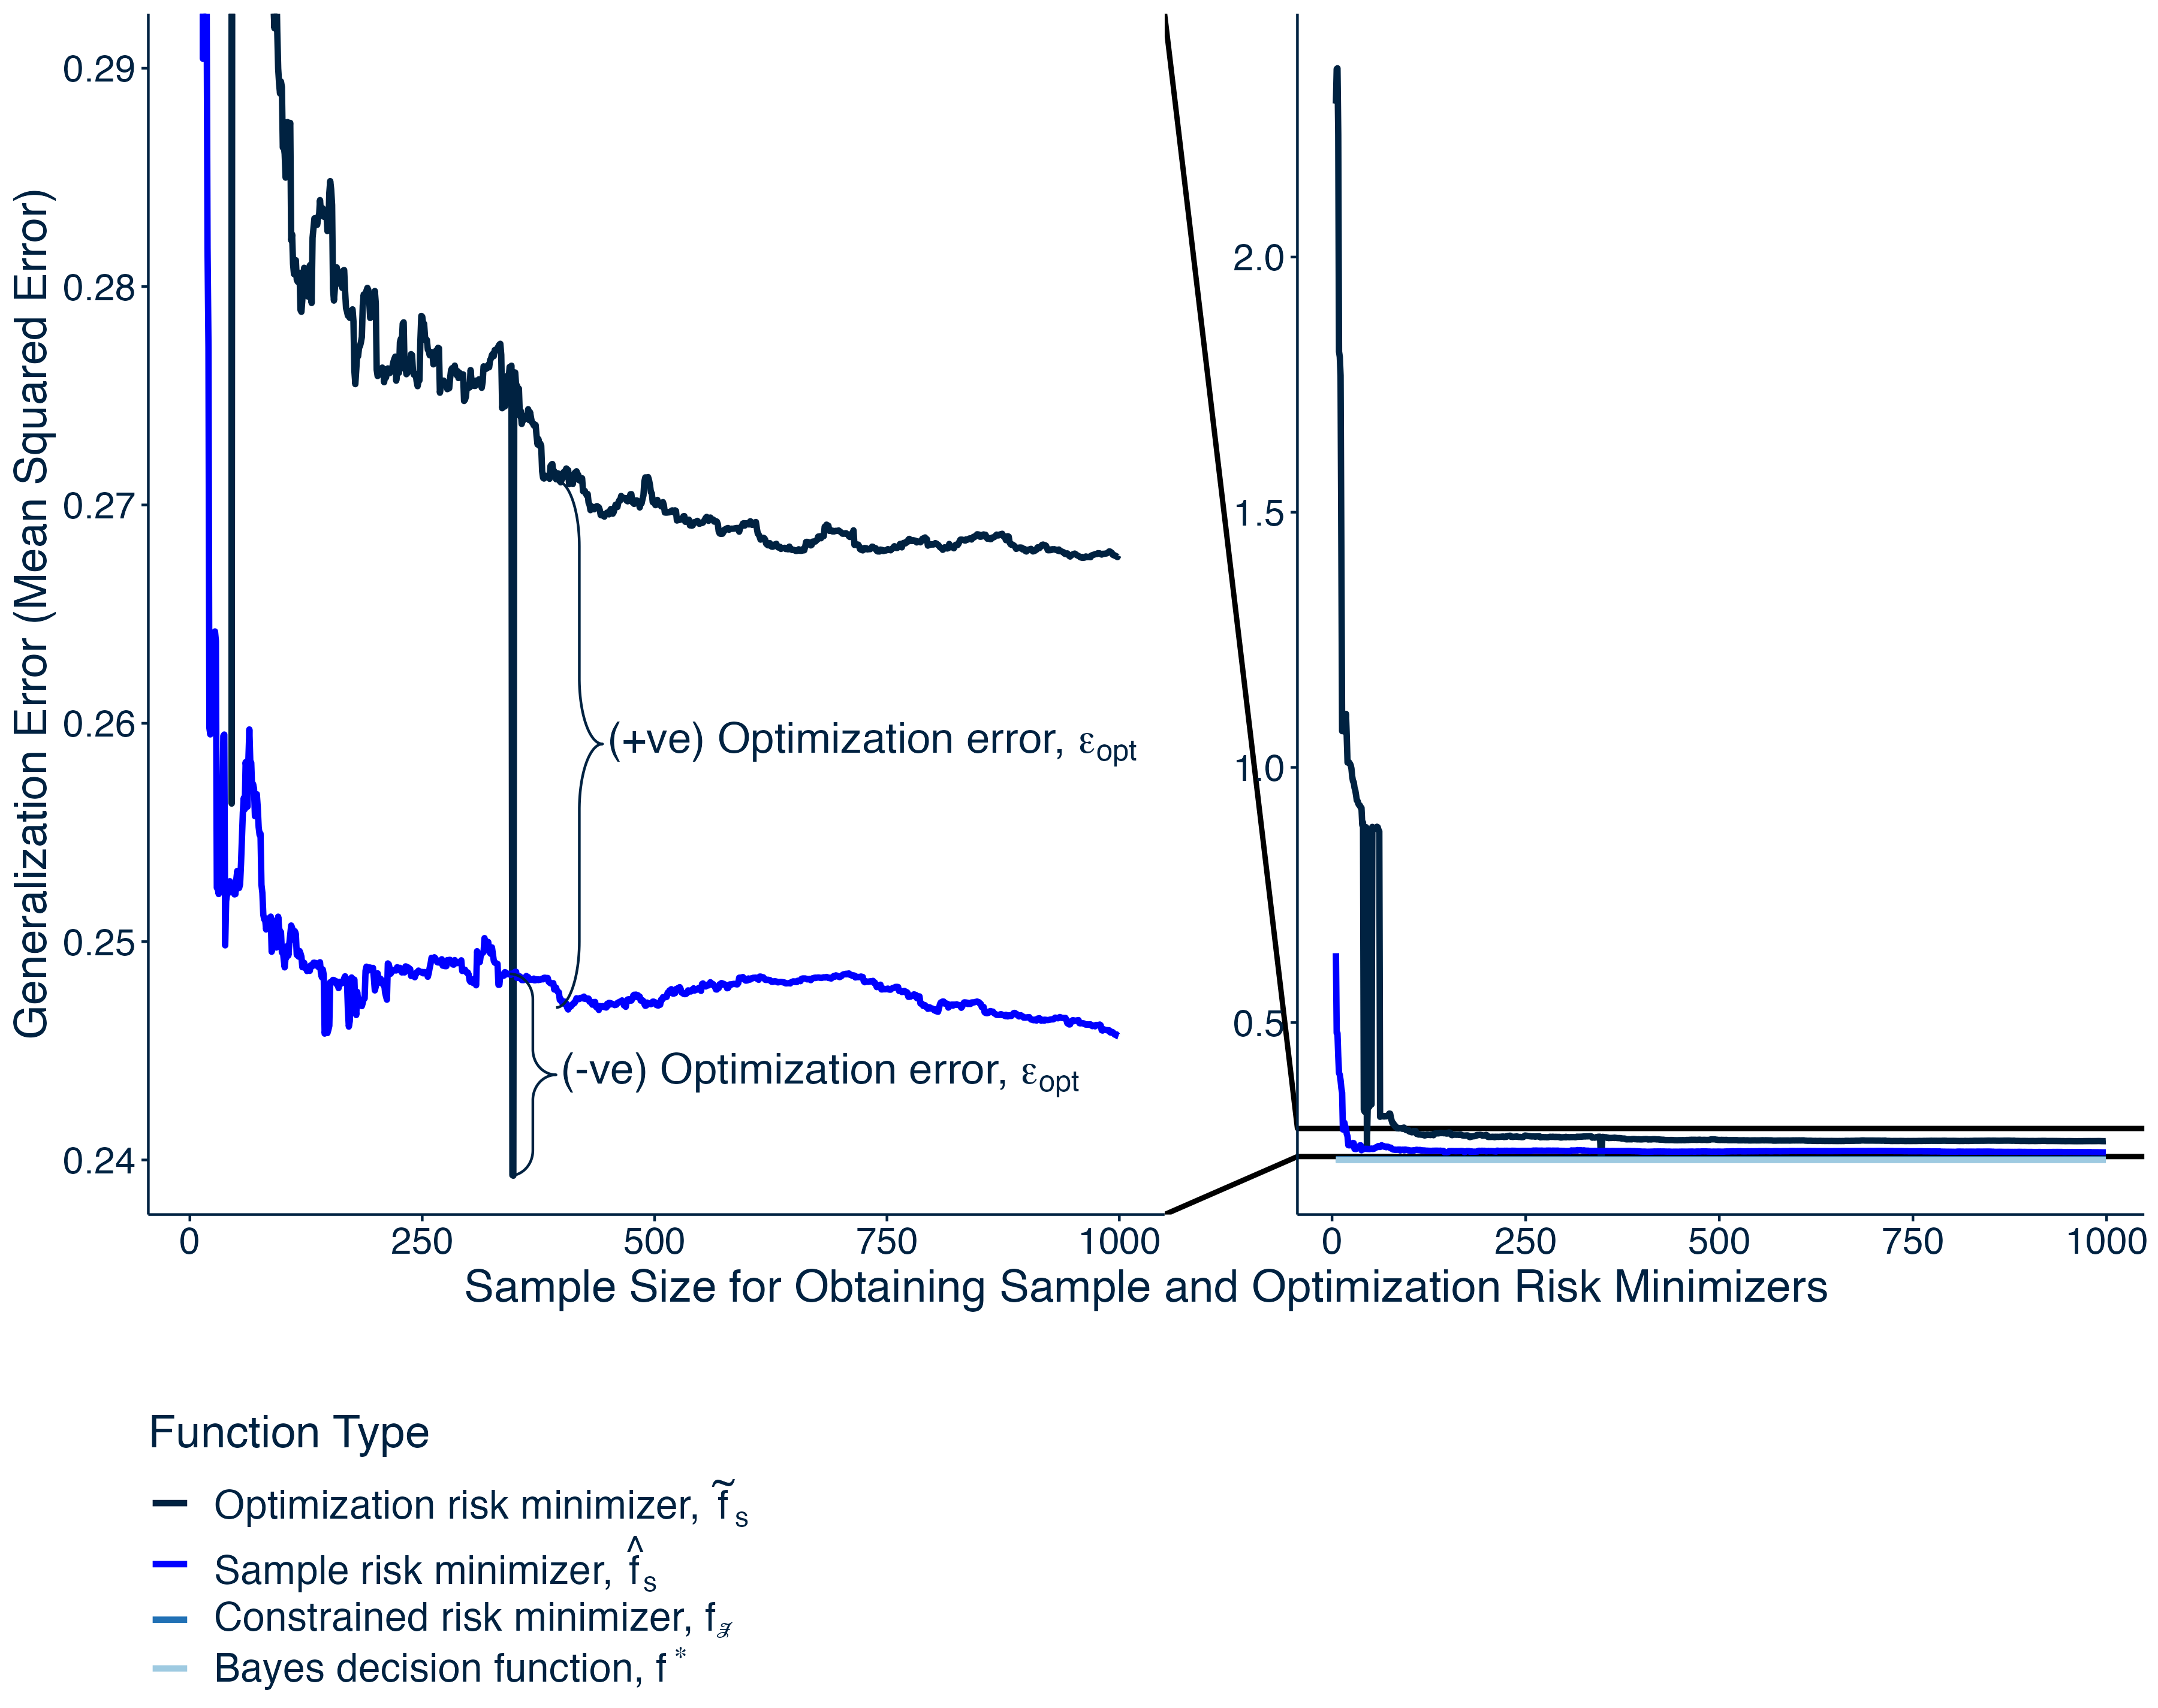 Generalization Error (Mean Squared Error)
0.29
0.28
0.27
0.26
0.25
0.24
0
250
500
750
1000
(+ve) Optimization error, εopt
(-ve) Optimization error, εopt
2.0
1.5
1.0
0.5
0
250
500
750
1000
Sample Size for Obtaining Sample and Optimization Risk Minimizers
Function Type
Optimization risk minimizer, f̃s
Sample risk minimizer, f̂s
Constrained risk minimizer, fℱ
Bayes decision function, f*